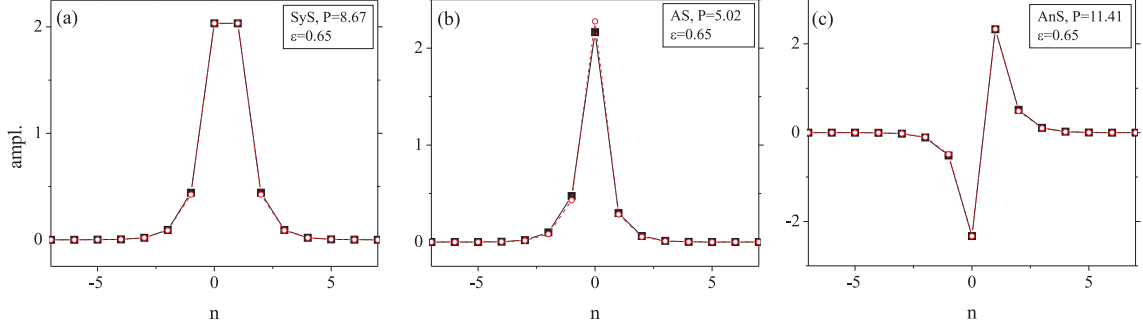 (a)
SyS, P=8.67
ε=0.65
2
1
0
ampl.
-5
0
5
n
(b)
AS, P=5.02
ε=0.65
2
1
0
-5
0
5
n
(c)
AnS, P=11.41
ε=0.65
2
0
-2
-5
0
5
n